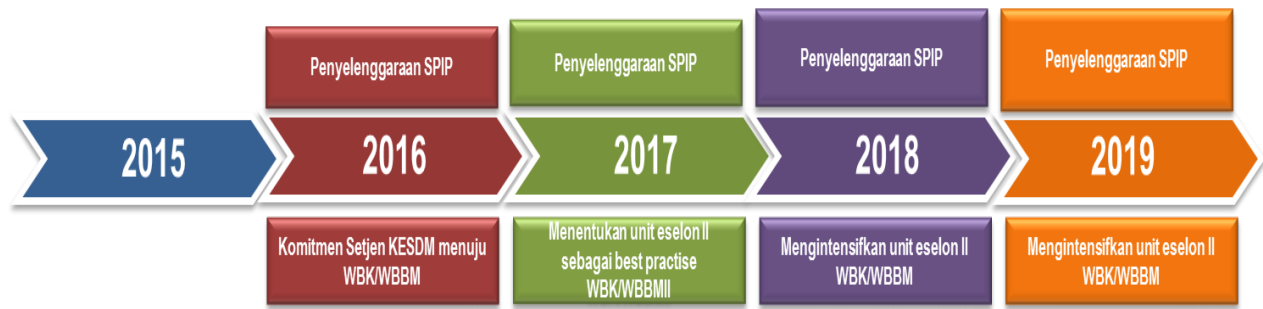 Penyelenggaraan SPIP
Penyelenggaraan SPIP
Penyelenggaraan SPIP
Penyelenggaraan SPIP
2015
2016
2017
2018
2019
Komitmen Setjen KESDM menuju
WBK/WBBM
Menentukan unit eselon II
sebagai best practise
WBK/WBBMII
Mengintensifkan unit eselon II
WBK/WBBM
Mengintensifkan unit eselon II
WBK/WBBM